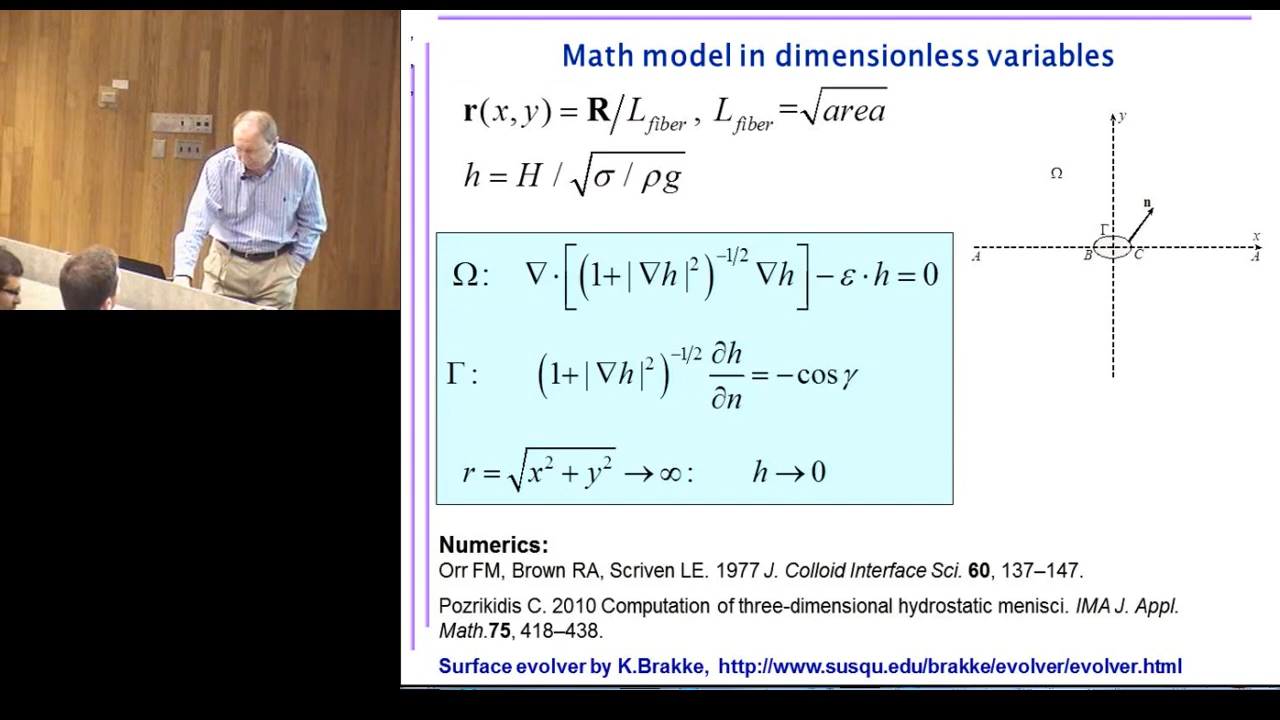 Math model in dimensionless variables
r(x, y) = R/L_fiber , L_fiber = √area
h = H / √σ / ρg
Ω: ∇·[(1+|∇h|²)^−1/2 ∇h] − ε·h = 0
Γ: (1+|∇h|²)^−1/2 ∂h/∂n = −cos γ
r = √x² + y² → ∞: h → 0
y
Ω
n
Γ
x
A
B
C
A
Numerics:
Orr FM, Brown RA, Scriven LE. 1977 J. Colloid Interface Sci. 60, 137–147.
Pozrikidis C. 2010 Computation of three-dimensional hydrostatic menisci. IMA J. Appl.
Math.75, 418–438.
Surface evolver by K.Brakke, http://www.susqu.edu/brakke/evolver/evolver.html